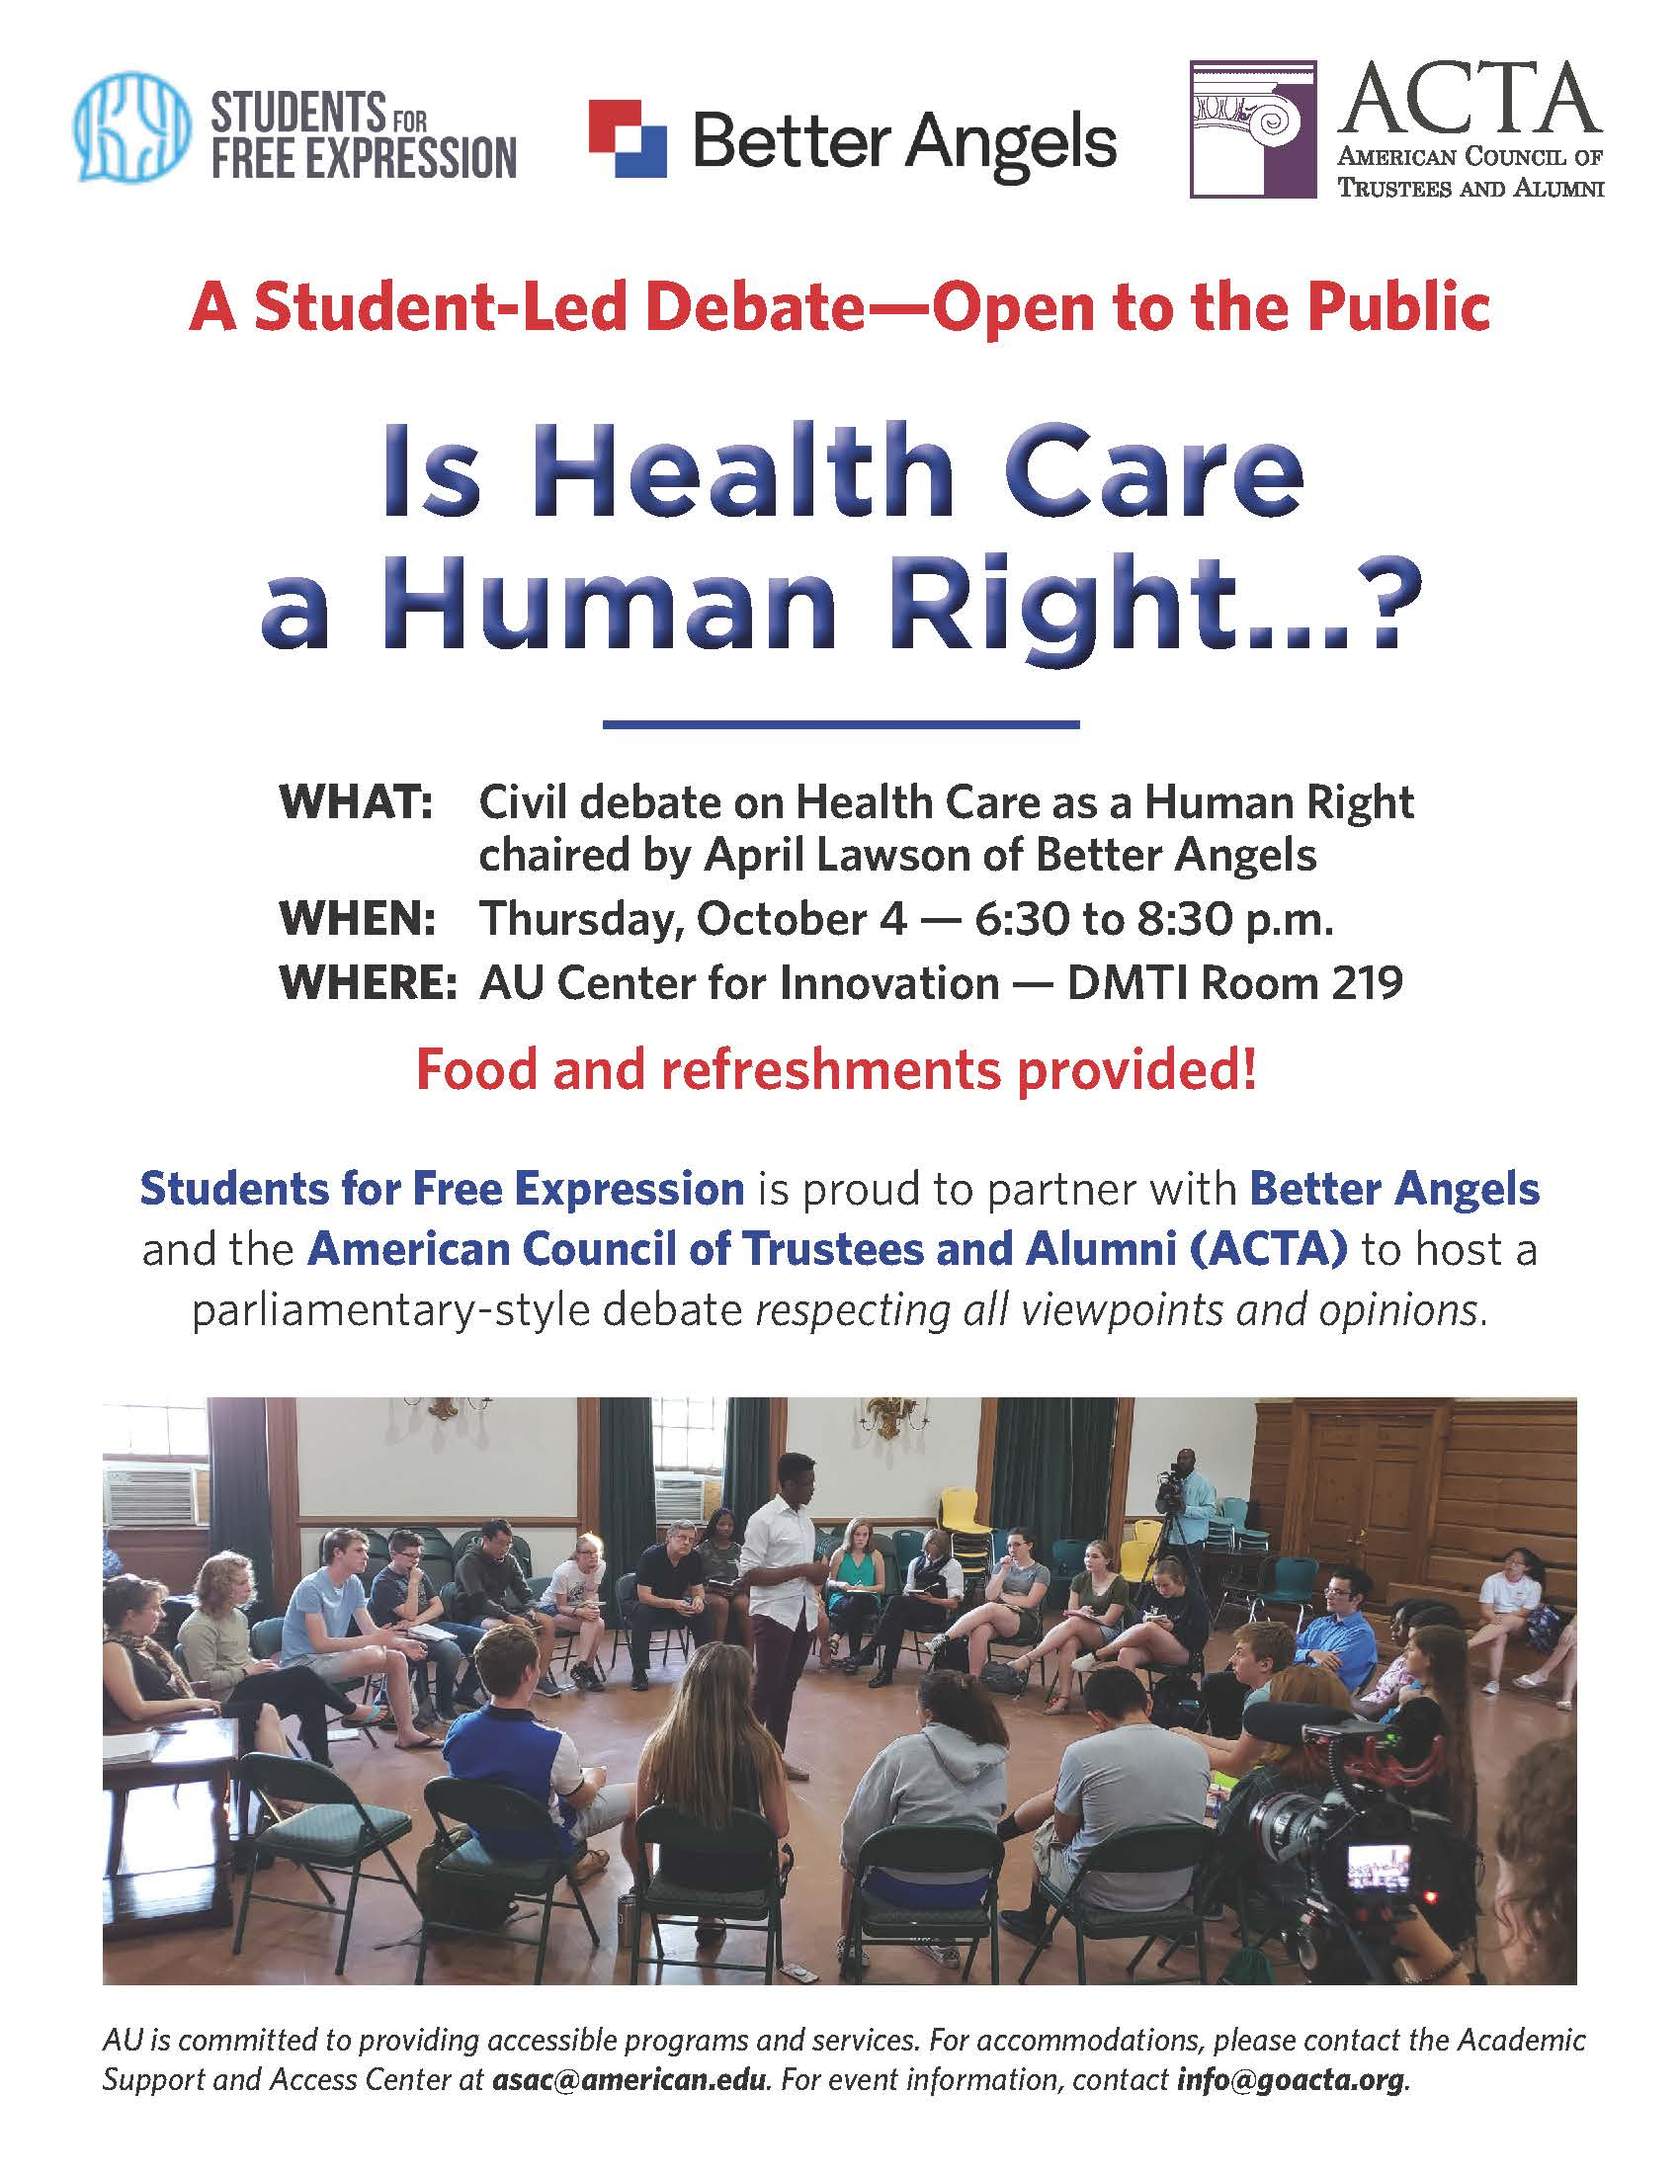 STUDENTS FOR
FREE EXPRESSION
Better Angels
ACTA
AMERICAN COUNCIL OF
TRUSTEES AND ALUMNI
A Student-Led Debate—Open to the Public
Is Health Care
a Human Right...?
WHAT: Civil debate on Health Care as a Human Right
chaired by April Lawson of Better Angels
WHEN: Thursday, October 4 — 6:30 to 8:30 p.m.
WHERE: AU Center for Innovation — DMTI Room 219
Food and refreshments provided!
Students for Free Expression is proud to partner with Better Angels
and the American Council of Trustees and Alumni (ACTA) to host a
parliamentary-style debate respecting all viewpoints and opinions.
AU is committed to providing accessible programs and services. For accommodations, please contact the Academic
Support and Access Center at asac@american.edu. For event information, contact info@goacta.org.